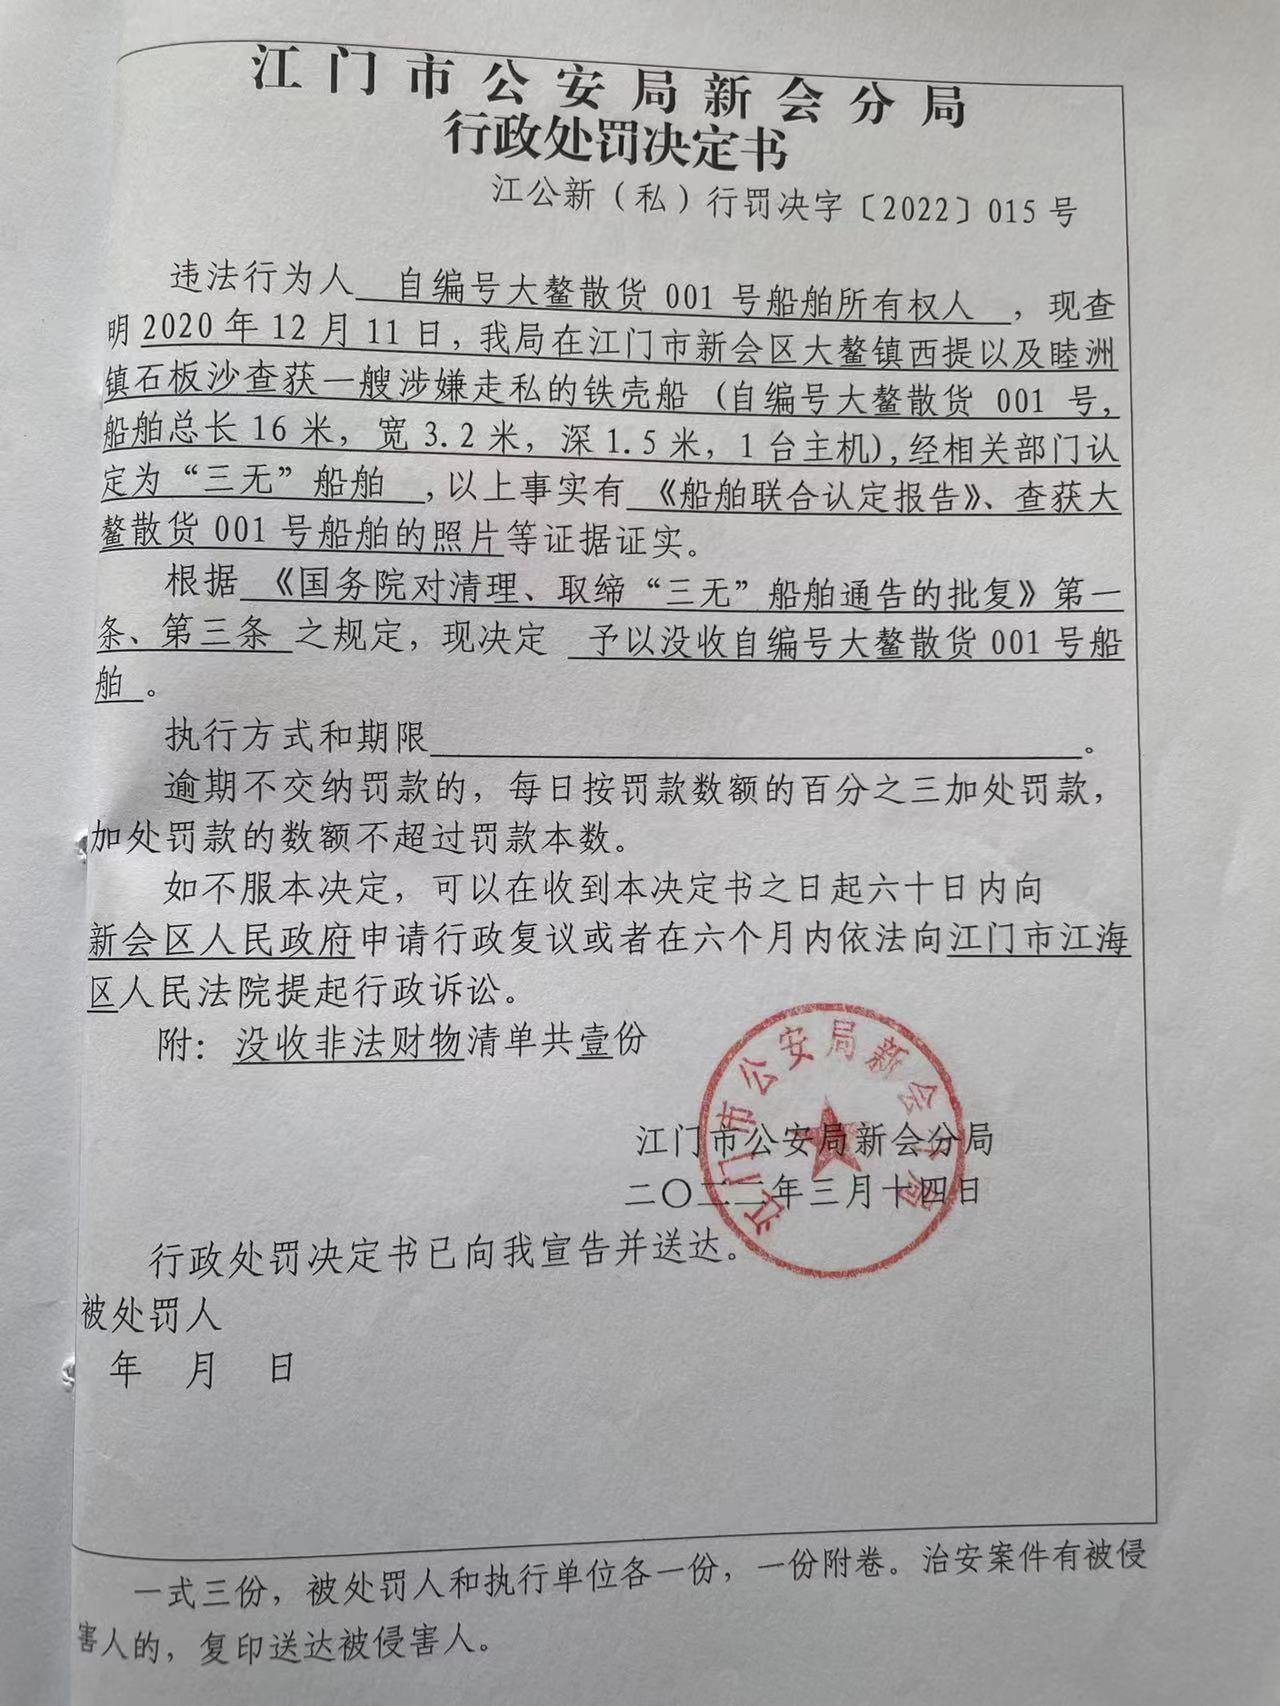 江门市公安局新会分局
行政处罚决定书
江公新（私）行罚决字〔2022〕015号
违法行为人 自编号大鳌散货001号船舶所有权人 ，现查
明2020年12月11日，我局在江门市新会区大鳌镇西提以及睦洲
镇石板沙查获一艘涉嫌走私的铁壳船（自编号大鳌散货001号，
船舶总长16米，宽3.2米，深1.5米，1台主机），经相关部门认
定为“三无”船舶 ，以上事实有 《船舶联合认定报告》、查获大
鳌散货001号船舶的照片等证据证实。
根据 《国务院对清理、取缔“三无”船舶通告的批复》第一
条、第三条 之规定，现决定 予以没收自编号大鳌散货001号船
舶 。
执行方式和期限 。
逾期不交纳罚款的，每日按罚款数额的百分之三加处罚款，
加处罚款的数额不超过罚款本数。
如不服本决定，可以在收到本决定书之日起六十日内向
新会区人民政府申请行政复议或者在六个月内依法向江门市江海
区人民法院提起行政诉讼。
附：没收非法财物清单共壹份
江门市公安局新会分局
江门市公安局新会分局
二〇二二年三月十四日
行政处罚决定书已向我宣告并送达。
被处罚人
年 月 日
一式三份，被处罚人和执行单位各一份，一份附卷。治安案件有被侵
害人的，复印送达被侵害人。